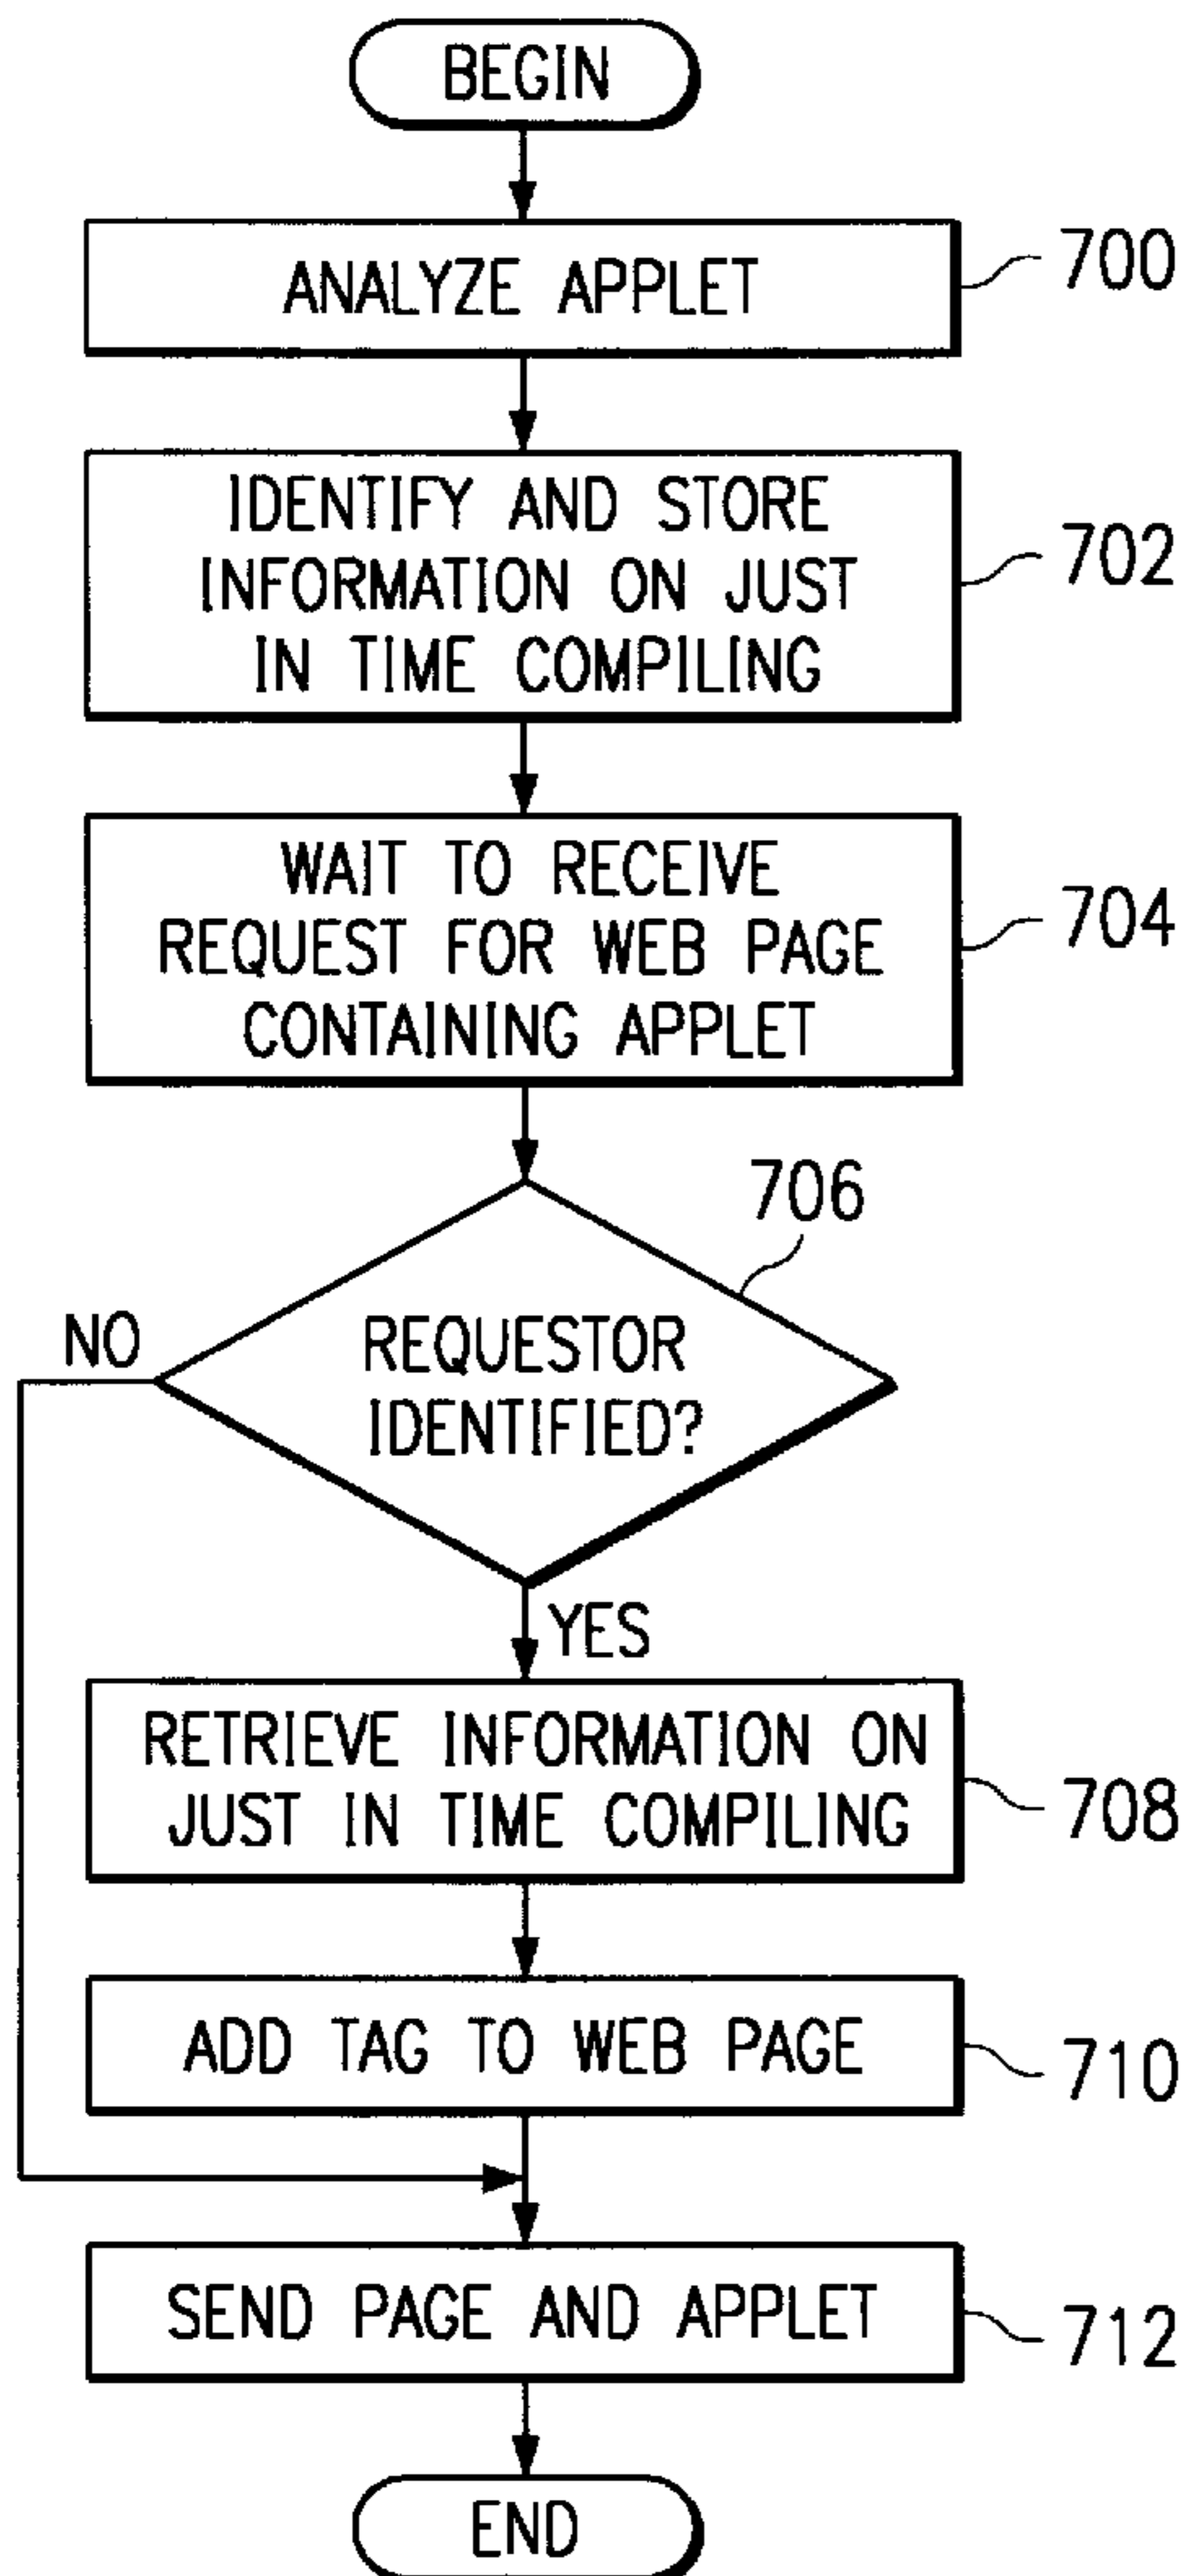 BEGIN
ANALYZE APPLET
700
IDENTIFY AND STORE
INFORMATION ON JUST
IN TIME COMPILING
702
WAIT TO RECEIVE
REQUEST FOR WEB PAGE
CONTAINING APPLET
704
706
NO
REQUESTOR
IDENTIFIED?
YES
RETRIEVE INFORMATION ON
JUST IN TIME COMPILING
708
ADD TAG TO WEB PAGE
710
SEND PAGE AND APPLET
712
END